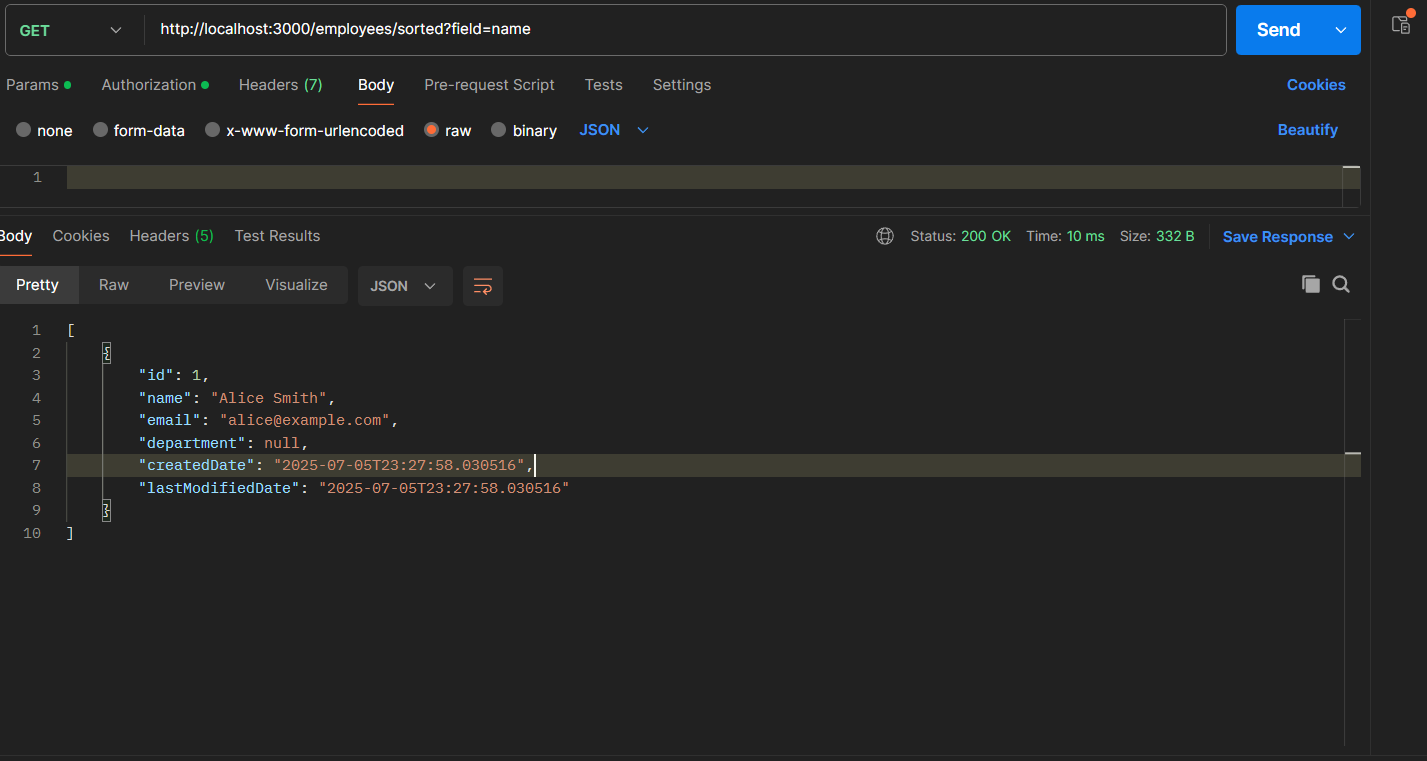 GET http://localhost:3000/employees/sorted?field=name Send
Params Authorization Headers (7) Body Pre-request Script Tests Settings Cookies
none form-data x-www-form-urlencoded raw binary JSON Beautify
1
Body Cookies Headers (5) Test Results Status: 200 OK Time: 10 ms Size: 332 B Save Response
Pretty Raw Preview Visualize JSON
1 [
2 {
3 "id": 1,
4 "name": "Alice Smith",
5 "email": "alice@example.com",
6 "department": null,
7 "createdDate": "2025-07-05T23:27:58.030516",
8 "lastModifiedDate": "2025-07-05T23:27:58.030516"
9 }
10 ]